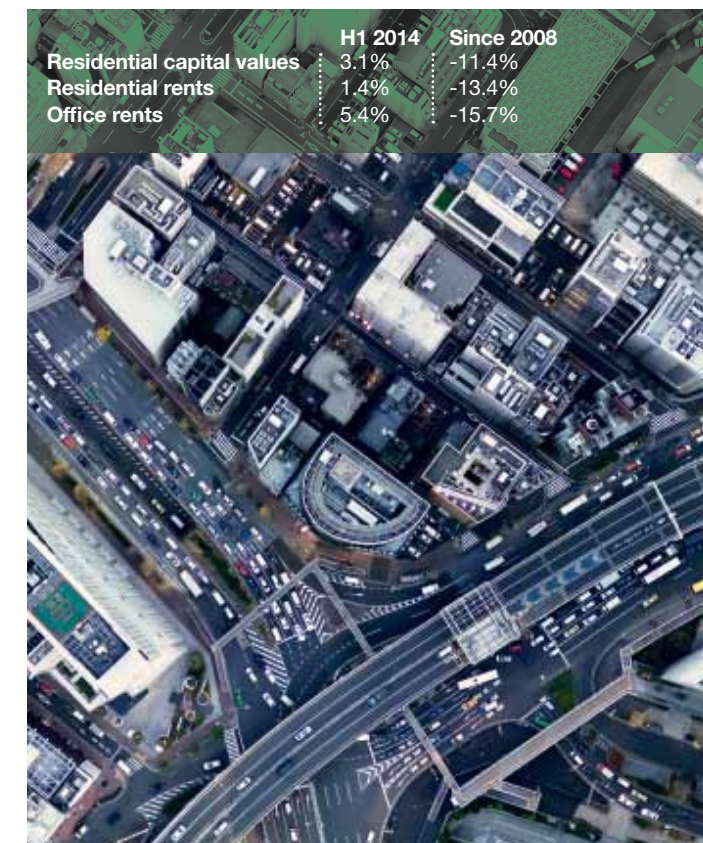 H1 2014 Since 2008
Residential capital values 3.1% -11.4%
Residential rents 1.4% -13.4%
Office rents 5.4% -15.7%